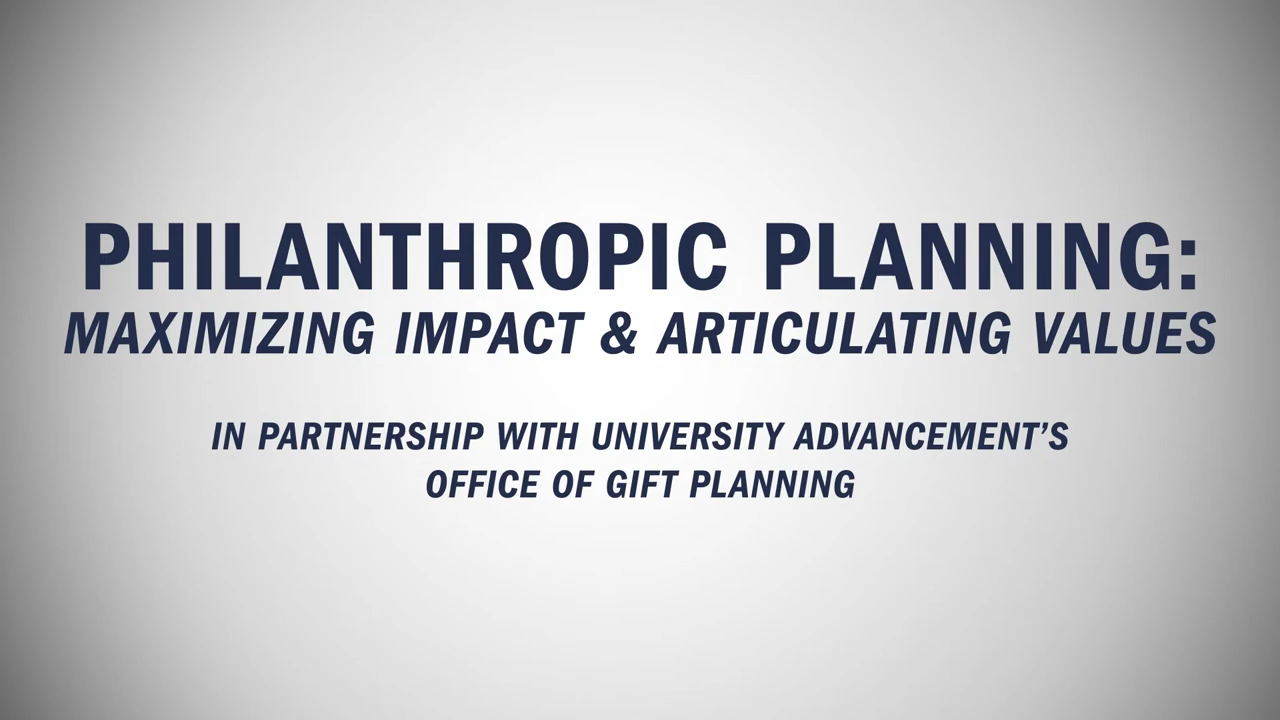 PHILANTHROPIC PLANNING:
MAXIMIZING IMPACT & ARTICULATING VALUES
IN PARTNERSHIP WITH UNIVERSITY ADVANCEMENT’S
OFFICE OF GIFT PLANNING